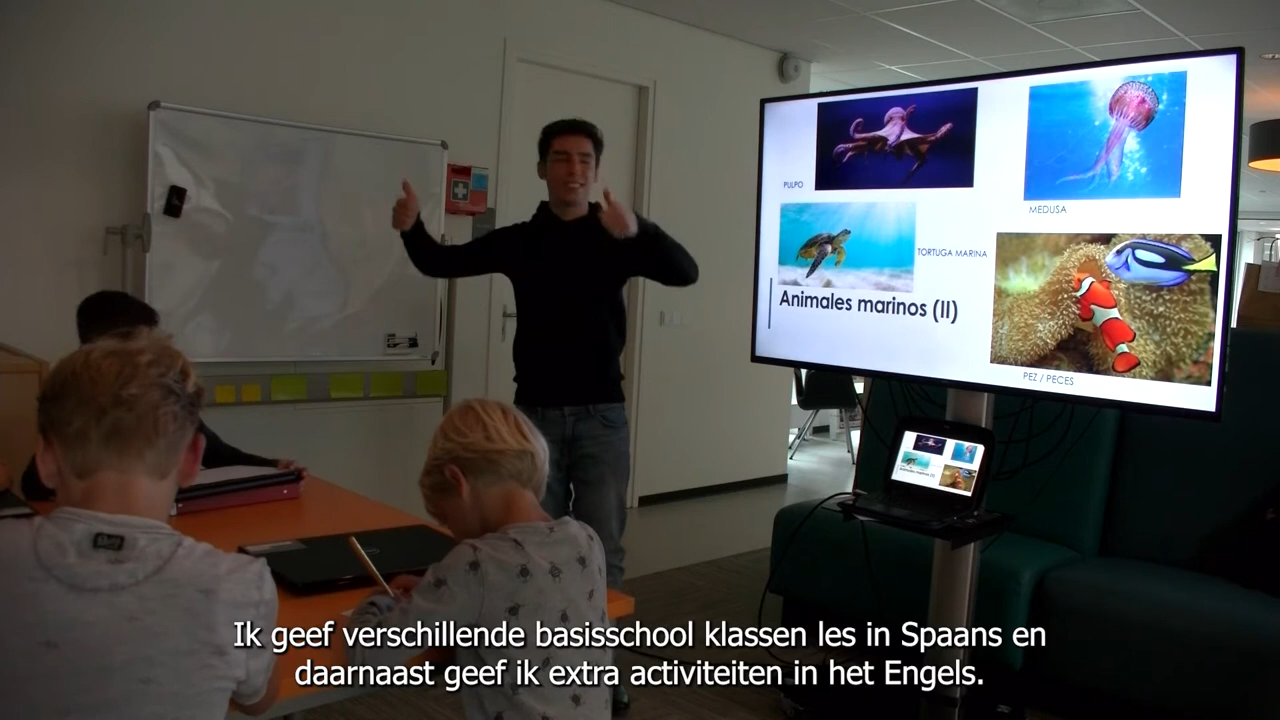 PULPO
MEDUSA
TORTUGA MARINA
Animales marinos (II)
PEZ / PECES
Ik geef verschillende basisschool klassen les in Spaans en
daarnaast geef ik extra activiteiten in het Engels.